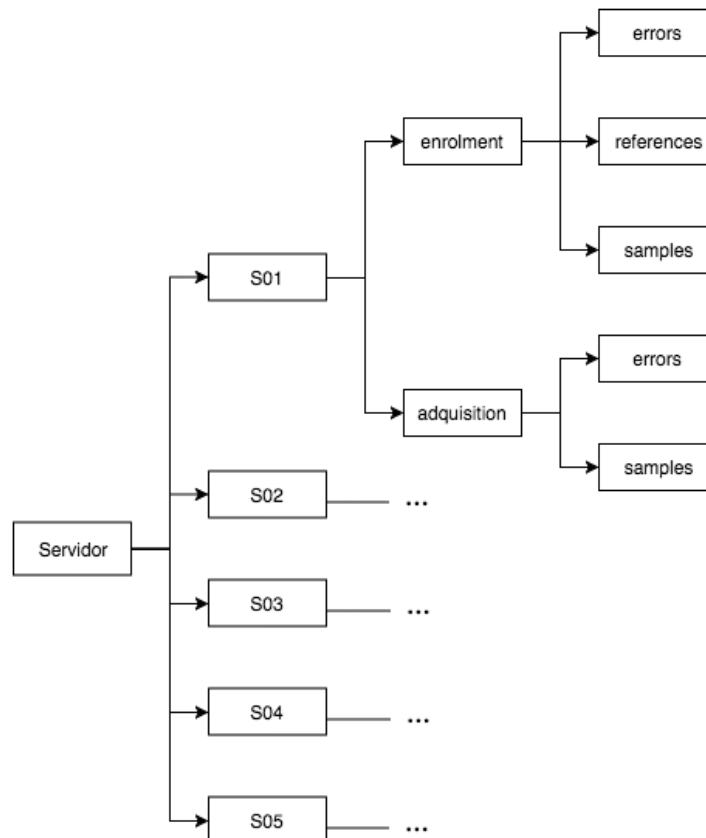 errors
enrolment
references
samples
S01
errors
adquisition
samples
S02
...
Servidor
S03
...
S04
...
S05
...